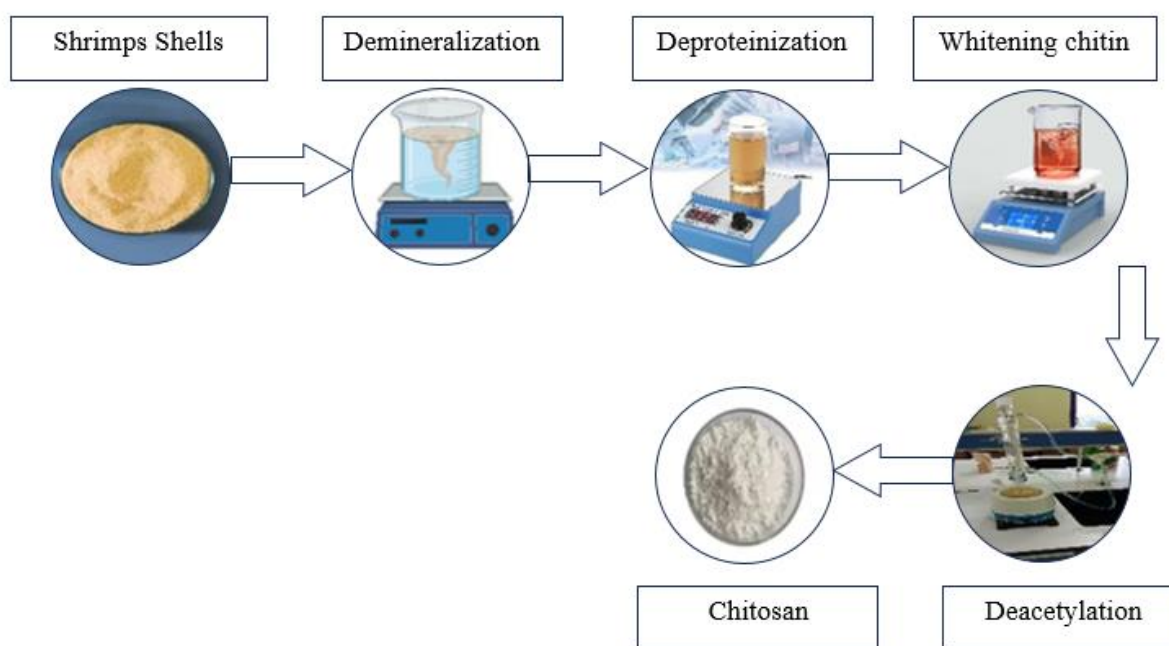 Shrimps Shells
Demineralization
Deproteinization
Whitening chitin
Chitosan
Deacetylation